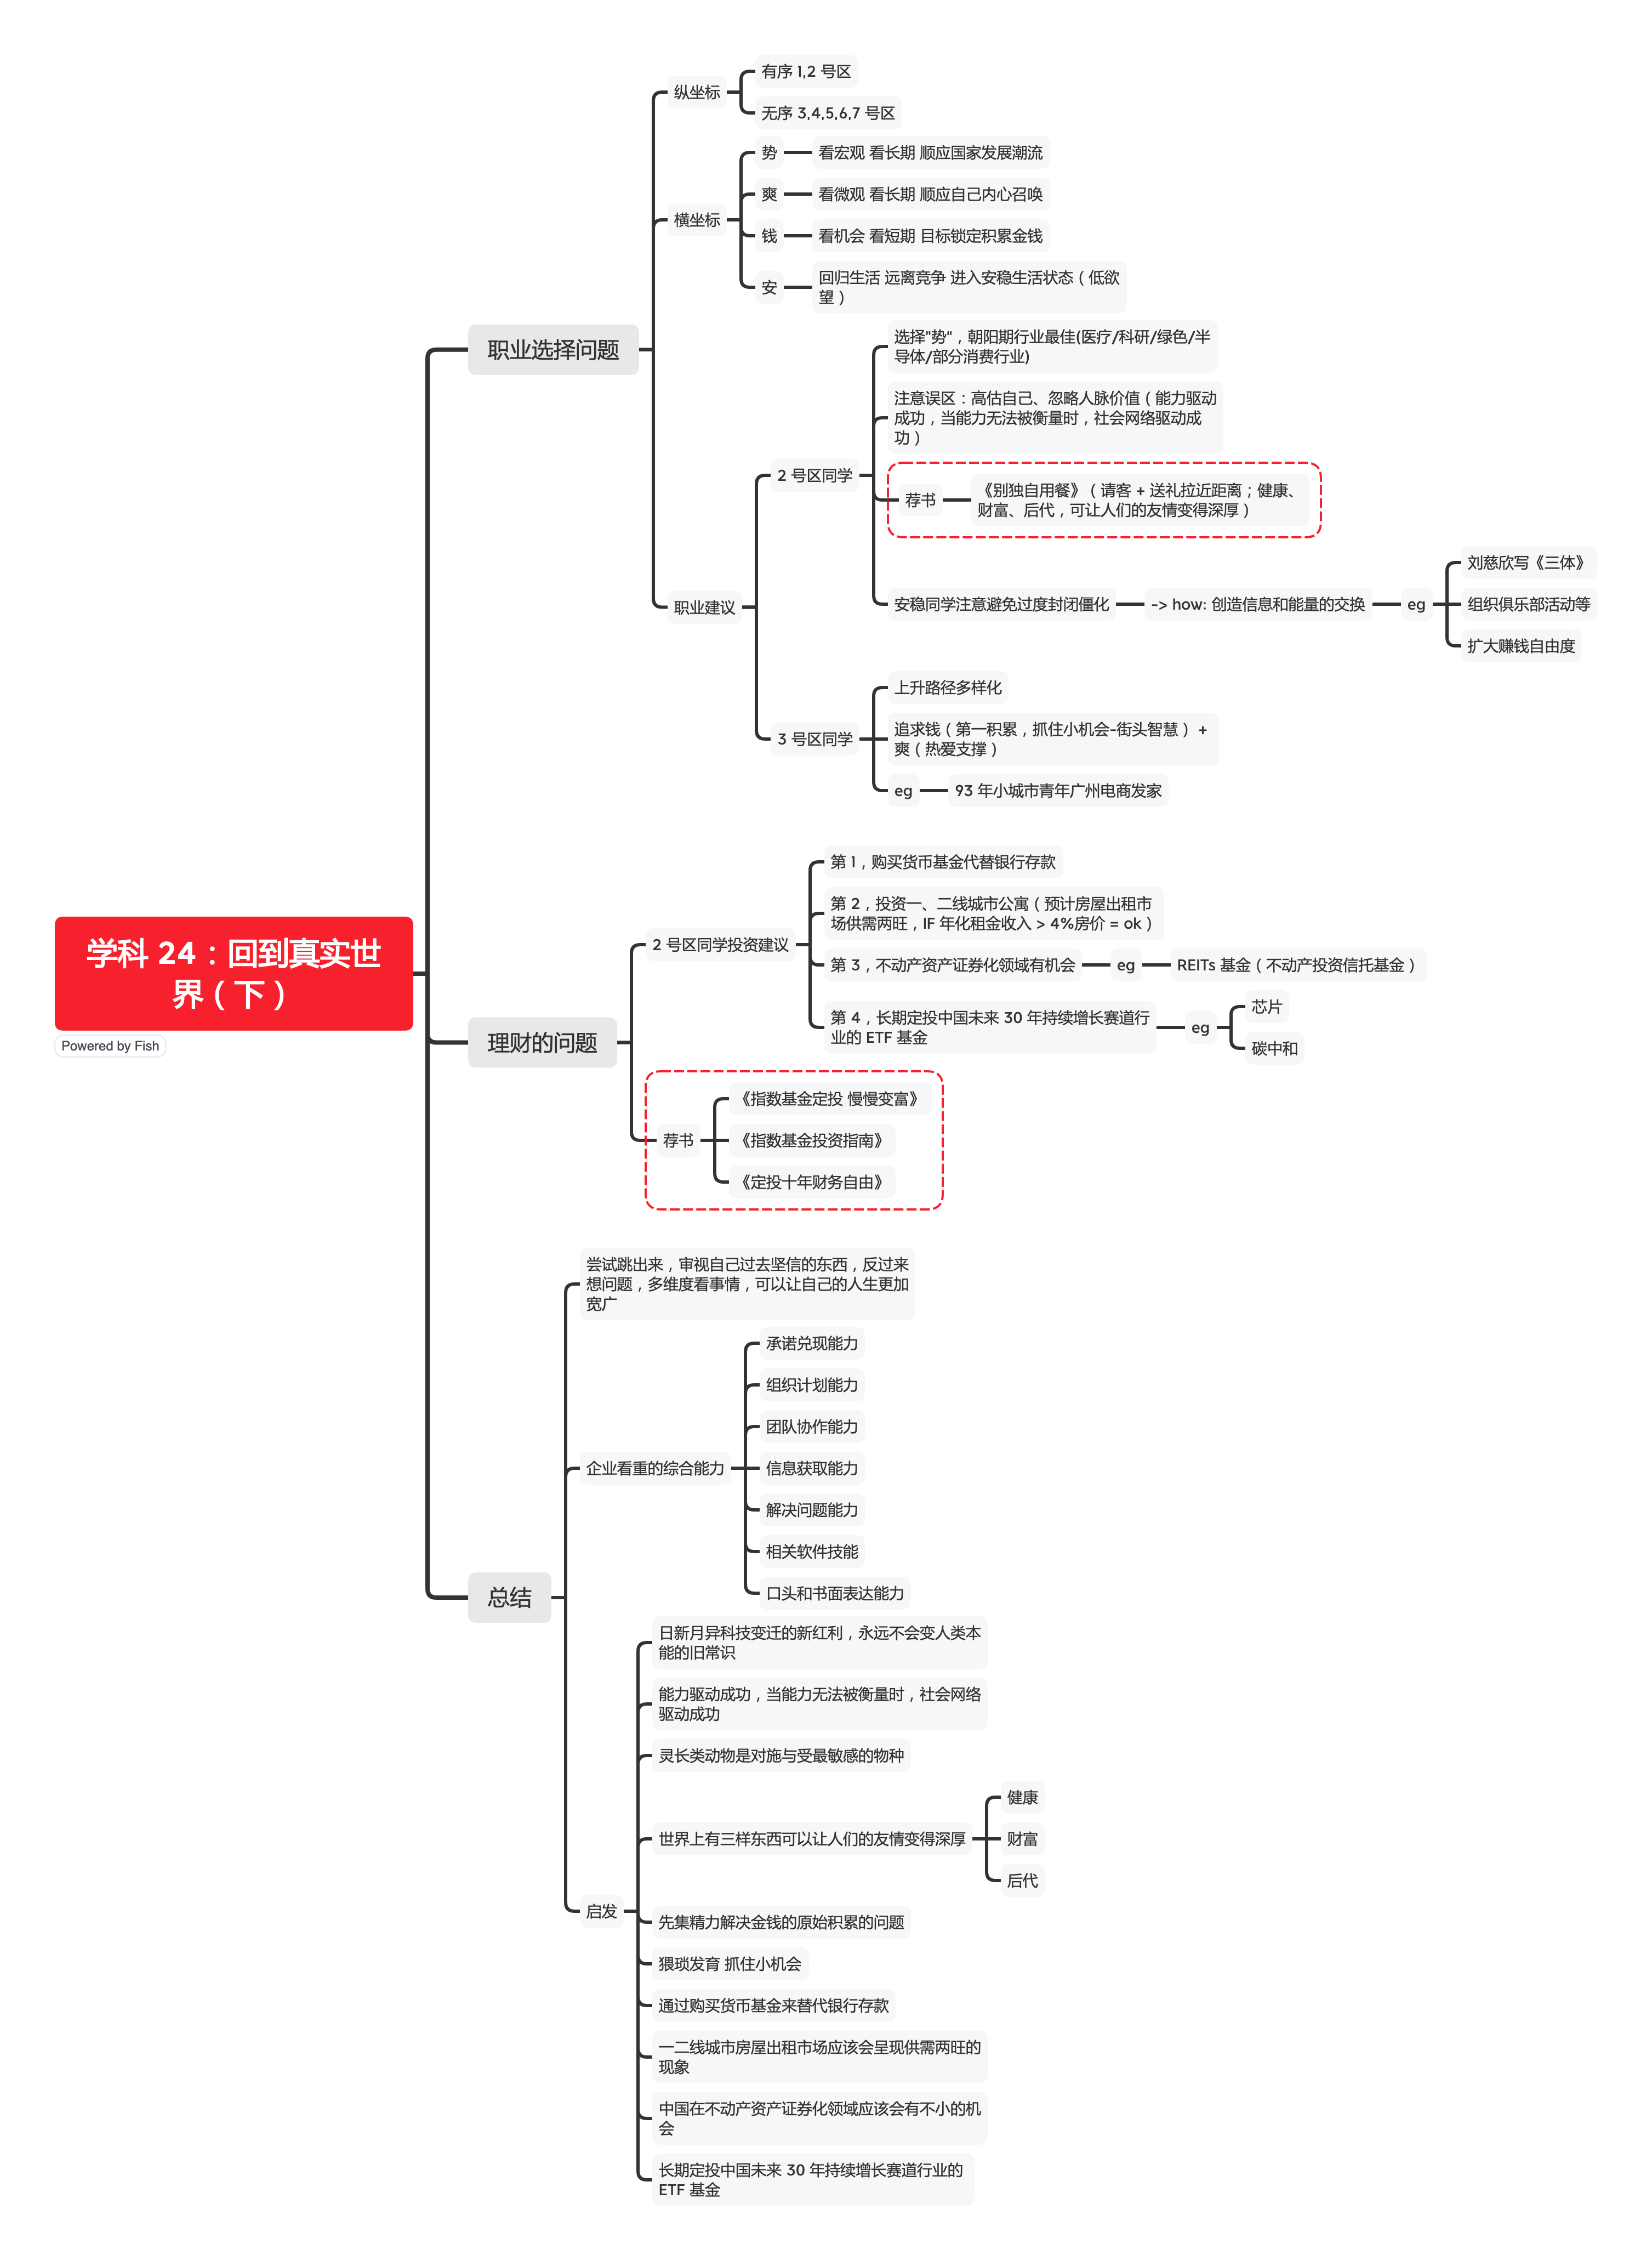 学科 24：回到真实世
界（下）
Powered by Fish
职业选择问题
纵坐标
有序 1,2 号区
无序 3,4,5,6,7 号区
横坐标
势
看宏观 看长期 顺应国家发展潮流
爽
看微观 看长期 顺应自己内心召唤
钱
看机会 看短期 目标锁定积累金钱
安
回归生活 远离竞争 进入安稳生活状态（低欲
望）
职业建议
2 号区同学
选择"势"，朝阳期行业最佳(医疗/科研/绿色/半
导体/部分消费行业)
注意误区：高估自己、忽略人脉价值（能力驱动
成功，当能力无法被衡量时，社会网络驱动成
功）
荐书
《别独自用餐》（请客 + 送礼拉近距离；健康、
财富、后代，可让人们的友情变得深厚）
安稳同学注意避免过度封闭僵化
-> how: 创造信息和能量的交换
eg
刘慈欣写《三体》
组织俱乐部活动等
扩大赚钱自由度
3 号区同学
上升路径多样化
追求钱（第一积累，抓住小机会-街头智慧） +
爽（热爱支撑）
eg
93 年小城市青年广州电商发家
理财的问题
2 号区同学投资建议
第 1，购买货币基金代替银行存款
第 2，投资一、二线城市公寓（预计房屋出租市
场供需两旺，IF 年化租金收入 > 4%房价 = ok）
第 3，不动产资产证券化领域有机会
eg
REITs 基金（不动产投资信托基金）
第 4，长期定投中国未来 30 年持续增长赛道行
业的 ETF 基金
eg
芯片
碳中和
荐书
《指数基金定投 慢慢变富》
《指数基金投资指南》
《定投十年财务自由》
总结
尝试跳出来，审视自己过去坚信的东西，反过来
想问题，多维度看事情，可以让自己的人生更加
宽广
企业看重的综合能力
承诺兑现能力
组织计划能力
团队协作能力
信息获取能力
解决问题能力
相关软件技能
口头和书面表达能力
启发
日新月异科技变迁的新红利，永远不会变人类本
能的旧常识
能力驱动成功，当能力无法被衡量时，社会网络
驱动成功
灵长类动物是对施与受最敏感的物种
世界上有三样东西可以让人们的友情变得深厚
健康
财富
后代
先集精力解决金钱的原始积累的问题
猥琐发育 抓住小机会
通过购买货币基金来替代银行存款
一二线城市房屋出租市场应该会呈现供需两旺的
现象
中国在不动产资产证券化领域应该会有不小的机
会
长期定投中国未来 30 年持续增长赛道行业的
ETF 基金